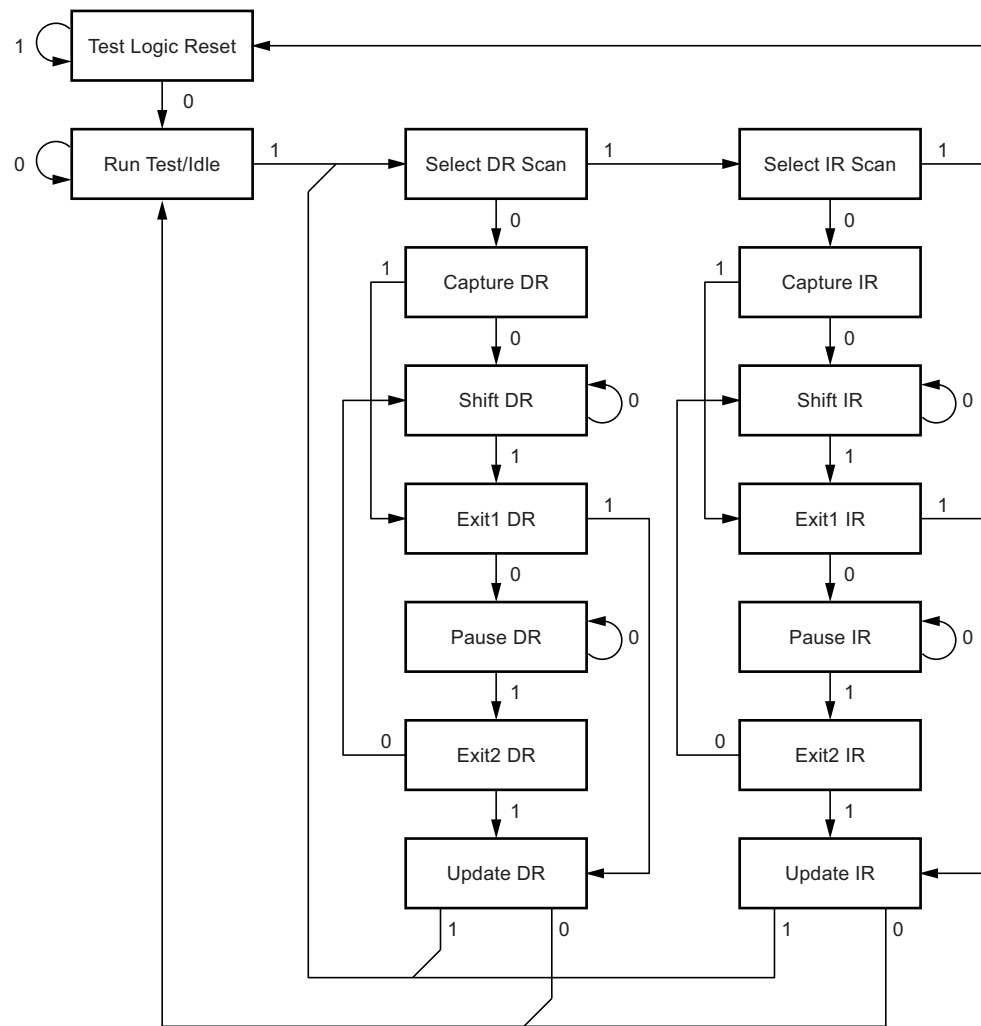 Test Logic Reset
1
0
Run Test/Idle
0
1
Select DR Scan
1
Select IR Scan
1
0
0
1
Capture DR
1
Capture IR
0
0
Shift DR
0
Shift IR
0
1
1
Exit1 DR
1
Exit1 IR
1
0
0
Pause DR
0
Pause IR
0
1
1
0
Exit2 DR
0
Exit2 IR
1
1
Update DR
Update IR
1
0
1
0